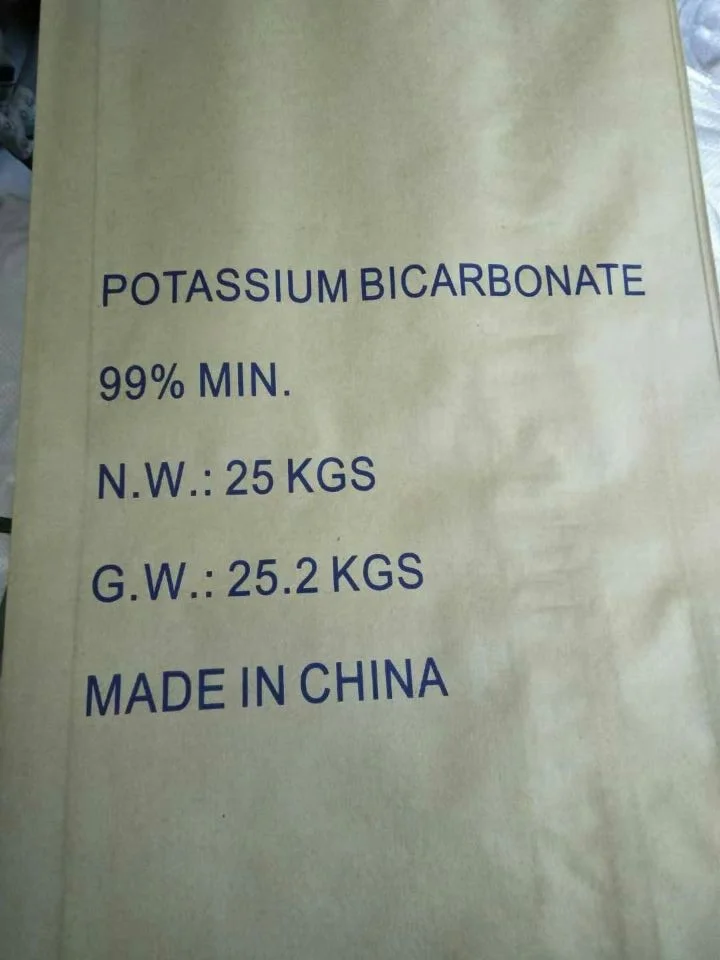 POTASSIUM BICARBONATE
99% MIN.
N.W.: 25 KGS
G.W.: 25.2 KGS
MADE IN CHINA